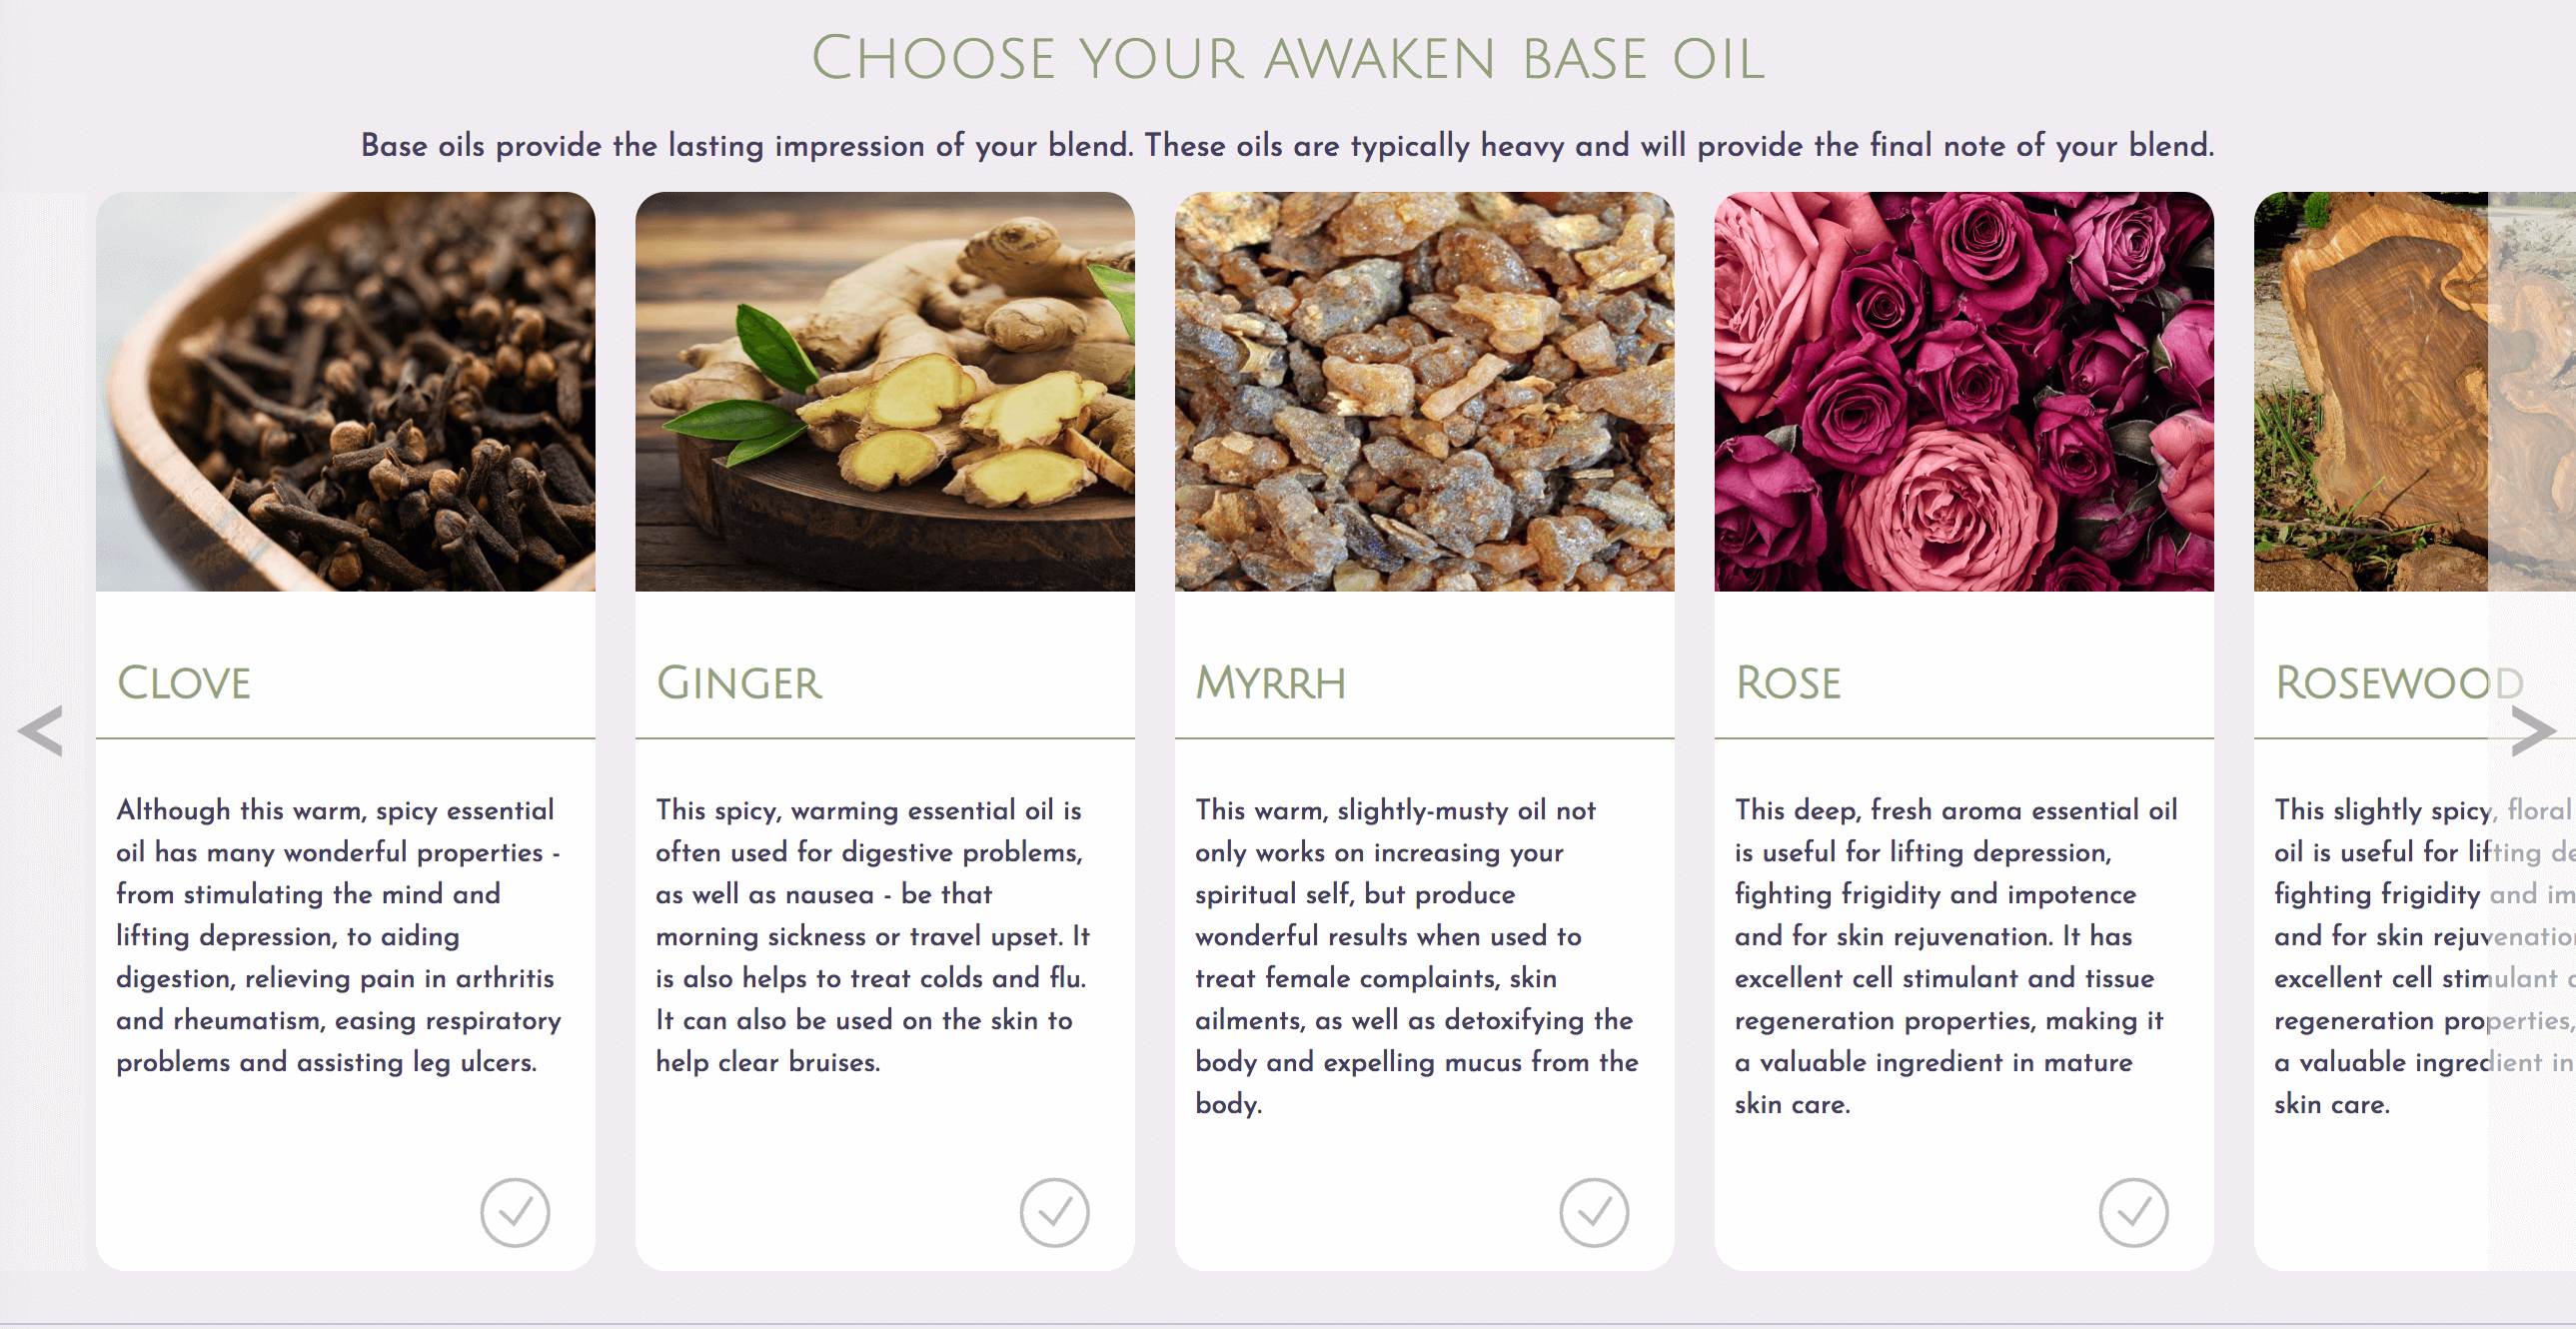 Choose your awaken base oil
Base oils provide the lasting impression of your blend. These oils are typically heavy and will provide the final note of your blend.
Clove
Although this warm, spicy essential
oil has many wonderful properties -
from stimulating the mind and
lifting depression, to aiding
digestion, relieving pain in arthritis
and rheumatism, easing respiratory
problems and assisting leg ulcers.
Ginger
This spicy, warming essential oil is
often used for digestive problems,
as well as nausea - be that
morning sickness or travel upset. It
is also helps to treat colds and flu.
It can also be used on the skin to
help clear bruises.
Myrrh
This warm, slightly-musty oil not
only works on increasing your
spiritual self, but produce
wonderful results when used to
treat female complaints, skin
ailments, as well as detoxifying the
body and expelling mucus from the
body.
Rose
This deep, fresh aroma essential oil
is useful for lifting depression,
fighting frigidity and impotence
and for skin rejuvenation. It has
excellent cell stimulant and tissue
regeneration properties, making it
a valuable ingredient in mature
skin care.
Rosewood
This slightly spicy, floral
oil is useful for lifting
fighting frigidity and
and for skin
excellent cell stimulant
regeneration properties,
a valuable ingredient in
skin care.